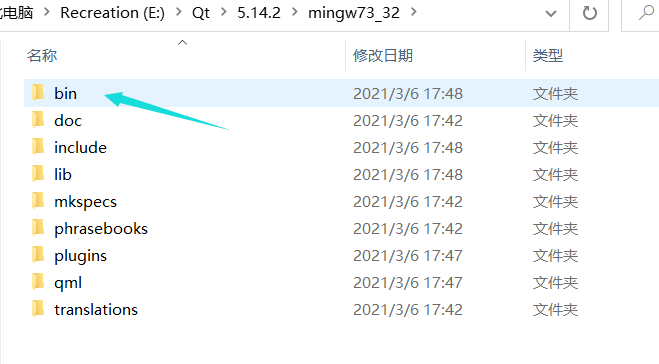 电脑 > Recreation (E:) > Qt > 5.14.2 > mingw73_32 >
名称 修改日期 类型
bin 2021/3/6 17:48 文件夹
doc 2021/3/6 17:42 文件夹
include 2021/3/6 17:48 文件夹
lib 2021/3/6 17:48 文件夹
mkspecs 2021/3/6 17:42 文件夹
phrasebooks 2021/3/6 17:42 文件夹
plugins 2021/3/6 17:47 文件夹
qml 2021/3/6 17:47 文件夹
translations 2021/3/6 17:42 文件夹